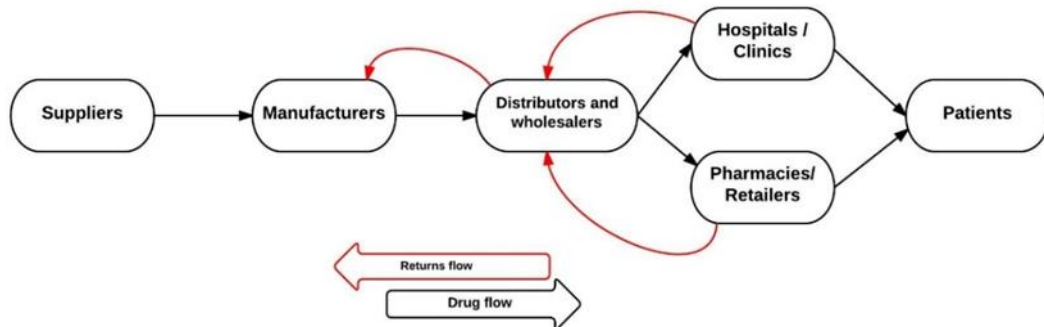 Suppliers
Manufacturers
Distributors and
wholesalers
Hospitals /
Clinics
Pharmacies/
Retailers
Patients
Returns flow
Drug flow